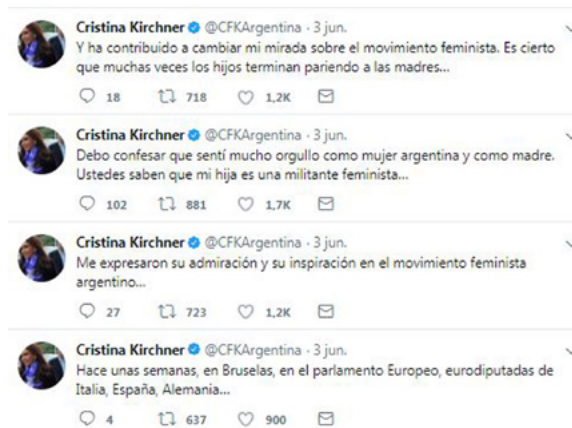 Cristina Kirchner @CFKArgentina · 3 jun.
Y ha contribuido a cambiar mi mirada sobre el movimiento feminista. Es cierto
que muchas veces los hijos terminan pariendo a las madres...
18 718 1,2K
Cristina Kirchner @CFKArgentina · 3 jun.
Debo confesar que sentí mucho orgullo como mujer argentina y como madre.
Ustedes saben que mi hija es una militante feminista...
102 881 1,7K
Cristina Kirchner @CFKArgentina · 3 jun.
Me expresaron su admiración y su inspiración en el movimiento feminista
argentino...
27 723 1,2K
Cristina Kirchner @CFKArgentina · 3 jun.
Hace unas semanas, en Bruselas, en el parlamento Europeo, eurodiputadas de
Italia, España, Alemania...
4 637 900